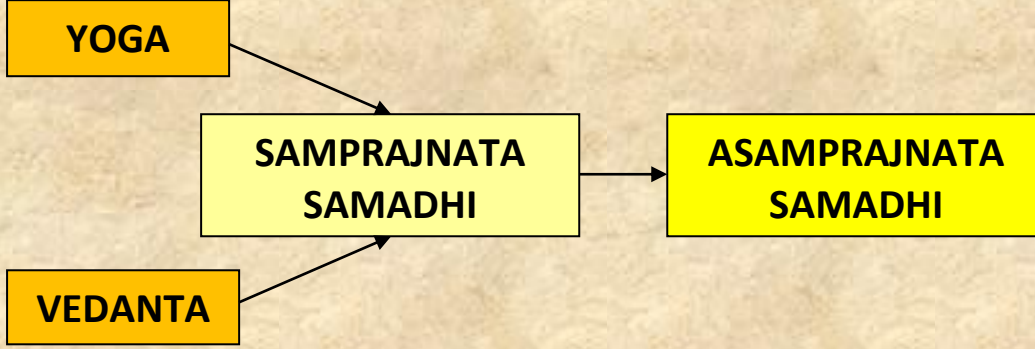 YOGA
SAMPRAJNATA
SAMADHI
ASAMPRAJNATA
SAMADHI
VEDANTA